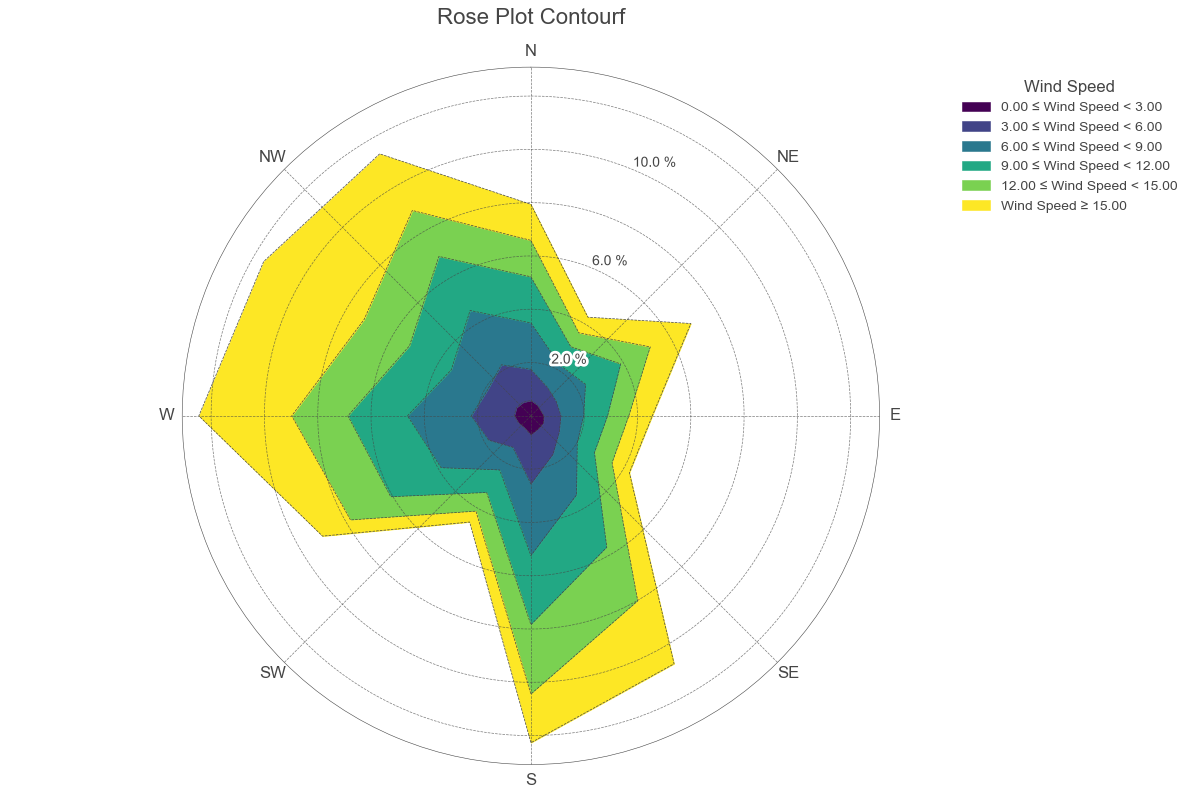 Rose Plot Contourf
N
NW
NE
W
E
SW
SE
S
10.0 %
6.0 %
2.0 %
Wind Speed
0.00 ≤ Wind Speed < 3.00
3.00 ≤ Wind Speed < 6.00
6.00 ≤ Wind Speed < 9.00
9.00 ≤ Wind Speed < 12.00
12.00 ≤ Wind Speed < 15.00
Wind Speed ≥ 15.00